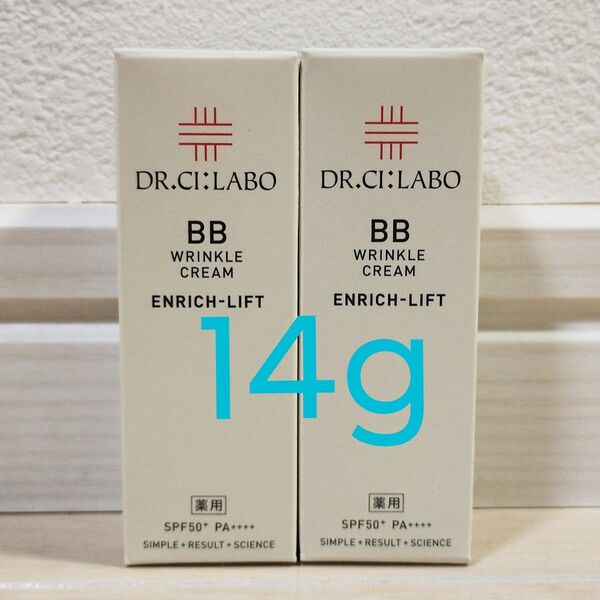 DR.CI:LABO
BB
WRINKLE
CREAM
ENRICH-LIFT
薬用
SPF50+ PA++++
SIMPLE+RESULT+SCIENCE
DR.CI:LABO
BB
WRINKLE
CREAM
ENRICH-LIFT
薬用
SPF50+ PA++++
SIMPLE+RESULT+SCIENCE
14g